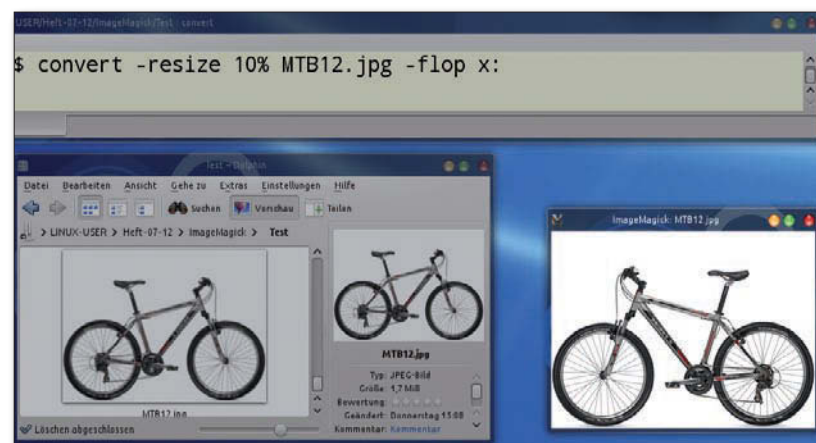 USER/Heft-07-12/ImageMagick/Test : convert
$ convert -resize 10% MTB12.jpg -flop x:
Test – Dolphin
Datei Bearbeiten Ansicht Gehe zu Extras Einstellungen Hilfe
Suchen Vorschau Teilen
> LINUX-USER > Heft-07-12 > ImageMagick > Test
MTB12.jpg
MTB12.jpg
Typ: JPEG-Bild
Größe: 1,7 MiB
Bewertung:
Geändert: Donnerstag 15:08
Kommentar: Kommentar
Löschen abgeschlossen
ImageMagick: MTB12.jpg